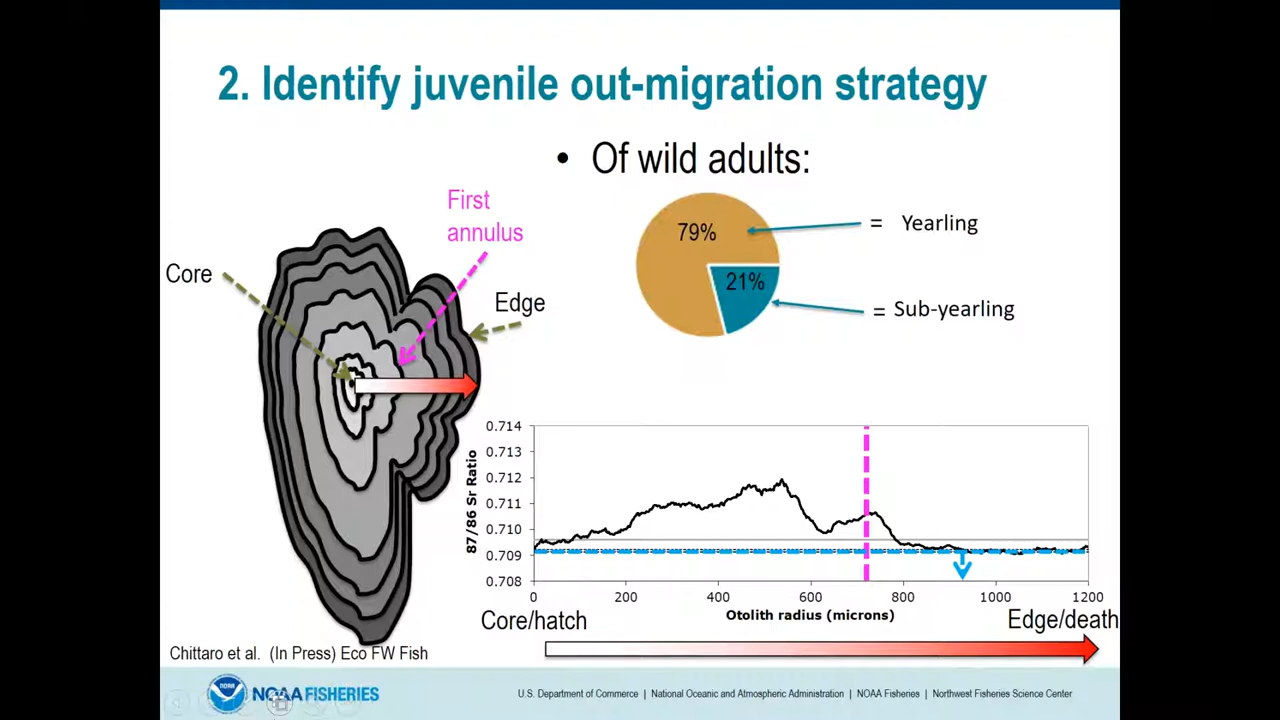 2. Identify juvenile out-migration strategy
• Of wild adults:
First
annulus
Core
Edge
79%
21%
= Yearling
= Sub-yearling
0.714
0.713
0.712
0.711
0.710
0.709
0.708
87/86 Sr Ratio
0
200
400
600
800
1000
1200
Otolith radius (microns)
Core/hatch
Edge/death
Chittaro et al. (In Press) Eco FW Fish
NOAA
NOAA FISHERIES
U.S. Department of Commerce | National Oceanic and Atmospheric Administration | NOAA Fisheries | Northwest Fisheries Science Center